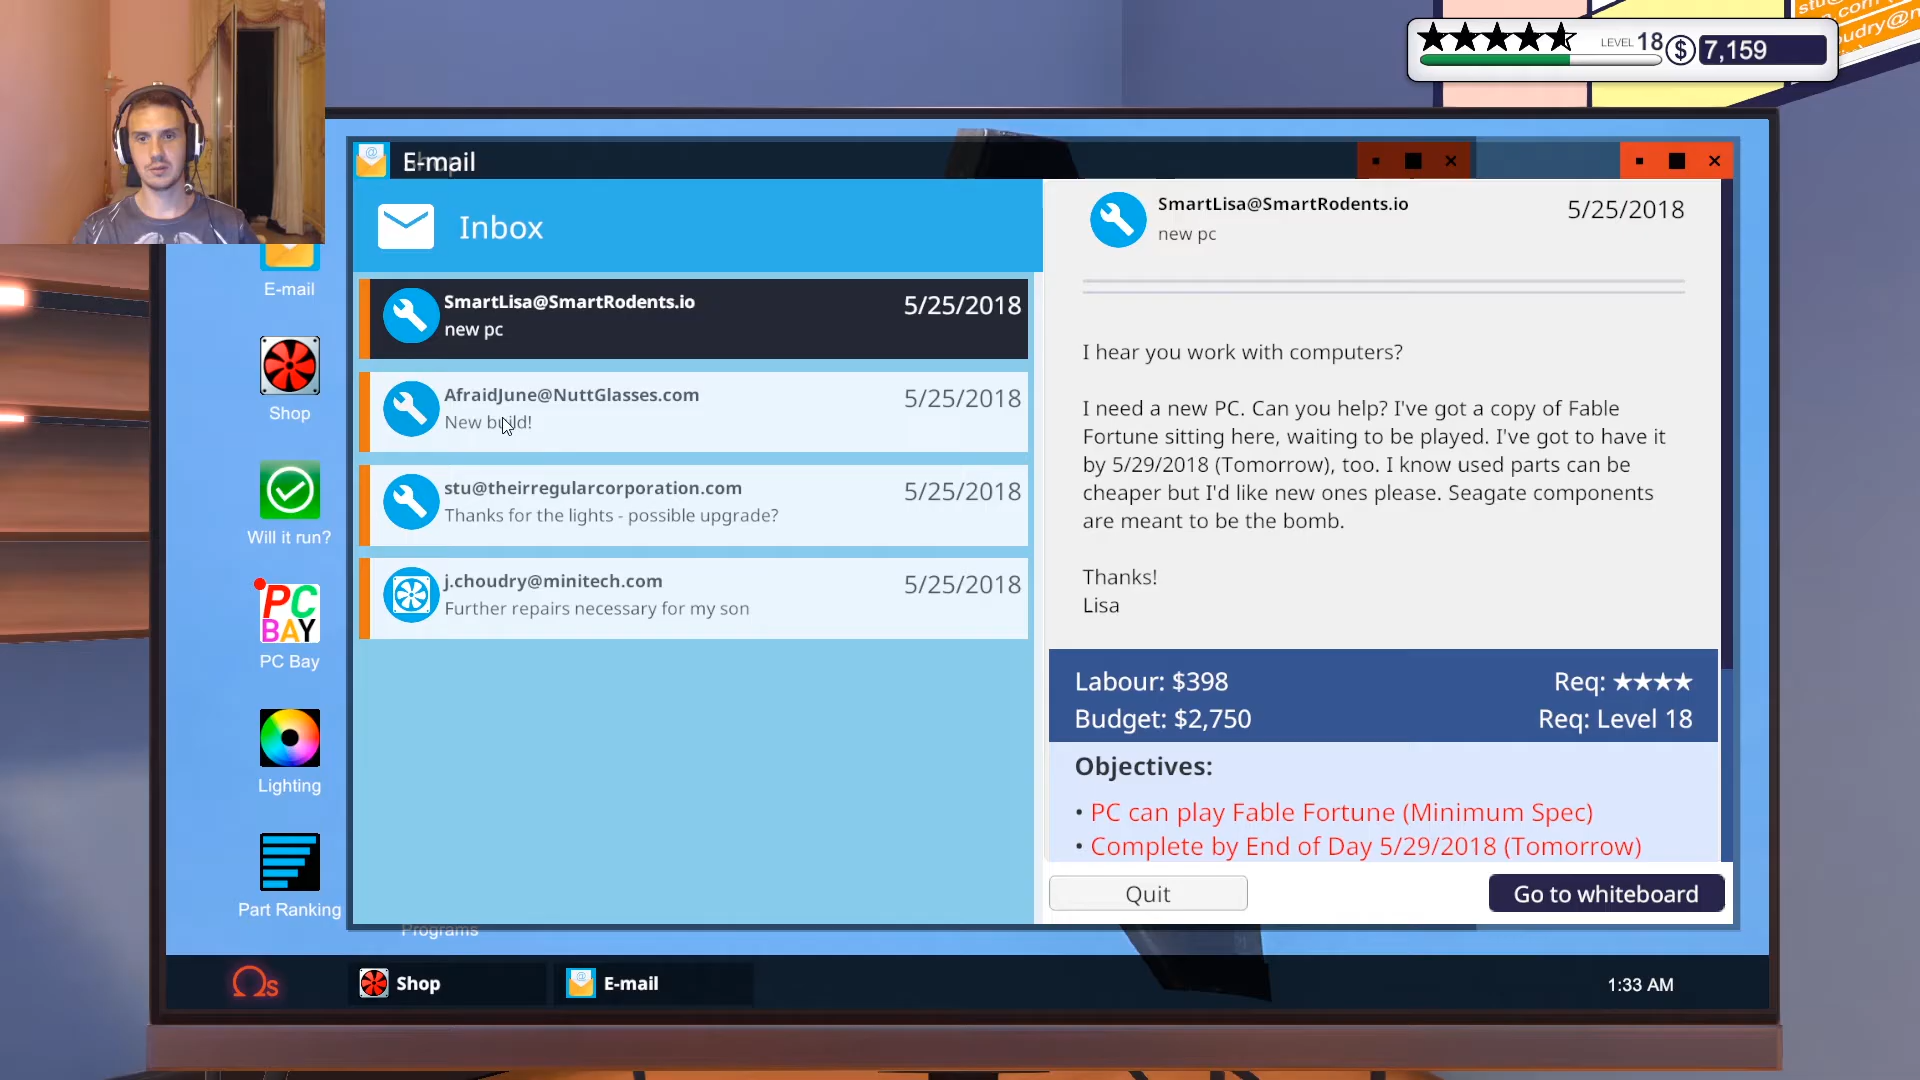 LEVEL 18
$ 7,159
E-mail
Inbox
SmartLisa@SmartRodents.io
5/25/2018
new pc
AfraidJune@NuttGlasses.com
5/25/2018
New build!
stu@theirregularcorporation.com
5/25/2018
Thanks for the lights - possible upgrade?
j.choudry@minitech.com
5/25/2018
Further repairs necessary for my son
SmartLisa@SmartRodents.io
5/25/2018
new pc
I hear you work with computers?
I need a new PC. Can you help? I've got a copy of Fable
Fortune sitting here, waiting to be played. I've got to have it
by 5/29/2018 (Tomorrow), too. I know used parts can be
cheaper but I'd like new ones please. Seagate components
are meant to be the bomb.
Thanks!
Lisa
Labour: $398
Req: ★★★★
Budget: $2,750
Req: Level 18
Objectives:
• PC can play Fable Fortune (Minimum Spec)
• Complete by End of Day 5/29/2018 (Tomorrow)
Quit
Go to whiteboard
E-mail
Shop
Will it run?
PC
BAY
PC Bay
Lighting
Part Ranking
Programs
Ωs
Shop
E-mail
1:33 AM